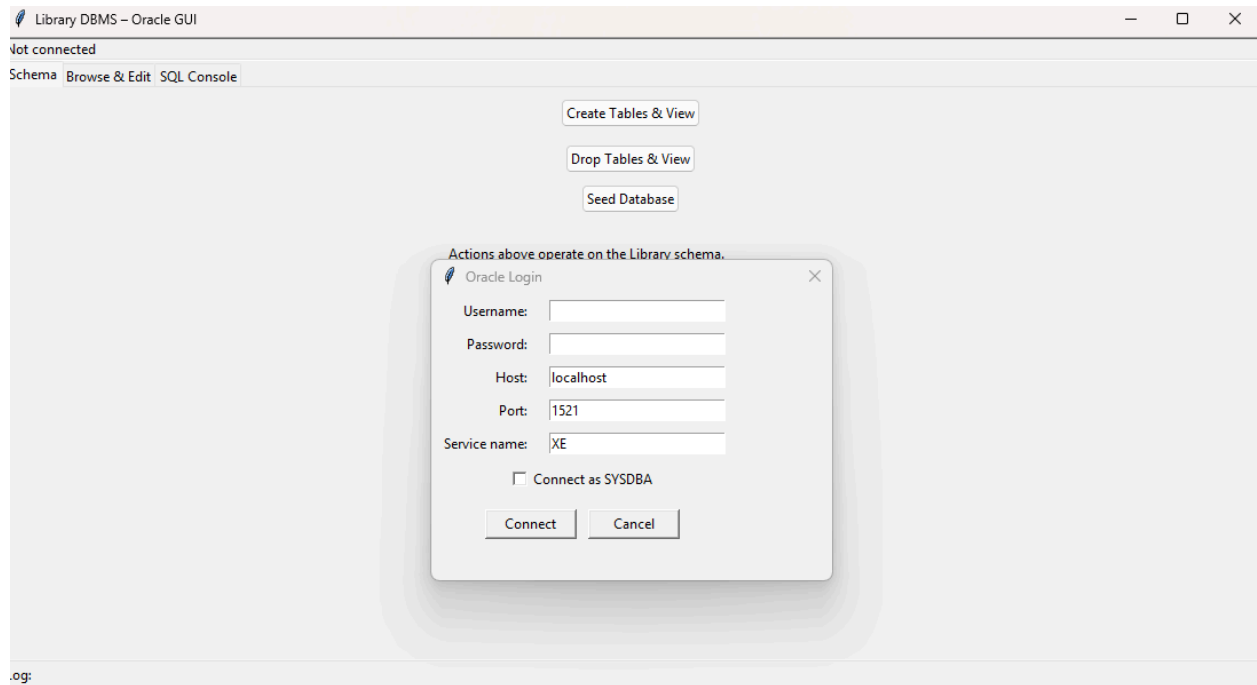 Library DBMS – Oracle GUI
Not connected
Schema Browse & Edit SQL Console
Create Tables & View
Drop Tables & View
Seed Database
Actions above operate on the Library schema.
Oracle Login
Username:
Password:
Host: localhost
Port: 1521
Service name: XE
Connect as SYSDBA
Connect Cancel
Log: